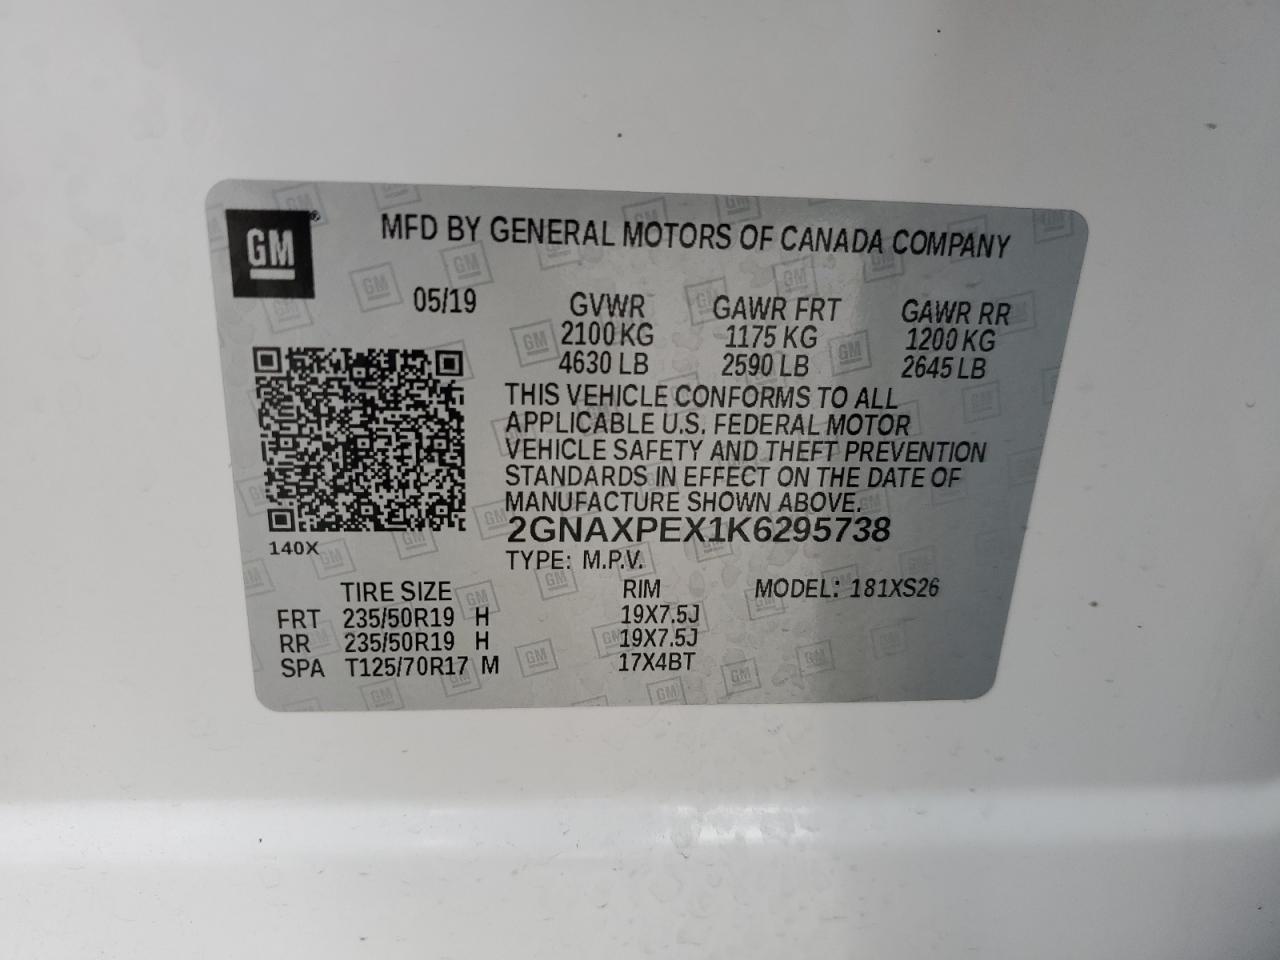 GM®
MFD BY GENERAL MOTORS OF CANADA COMPANY
05/19 GVWR GAWR FRT GAWR RR
2100 KG 1175 KG 1200 KG
4630 LB 2590 LB 2645 LB
THIS VEHICLE CONFORMS TO ALL
APPLICABLE U.S. FEDERAL MOTOR
VEHICLE SAFETY AND THEFT PREVENTION
STANDARDS IN EFFECT ON THE DATE OF
MANUFACTURE SHOWN ABOVE.
2GNAXPEX1K6295738
140X
TYPE: M.P.V.
TIRE SIZE RIM MODEL: 181XS26
FRT 235/50R19 H 19X7.5J
RR 235/50R19 H 19X7.5J
SPA T125/70R17 M 17X4BT